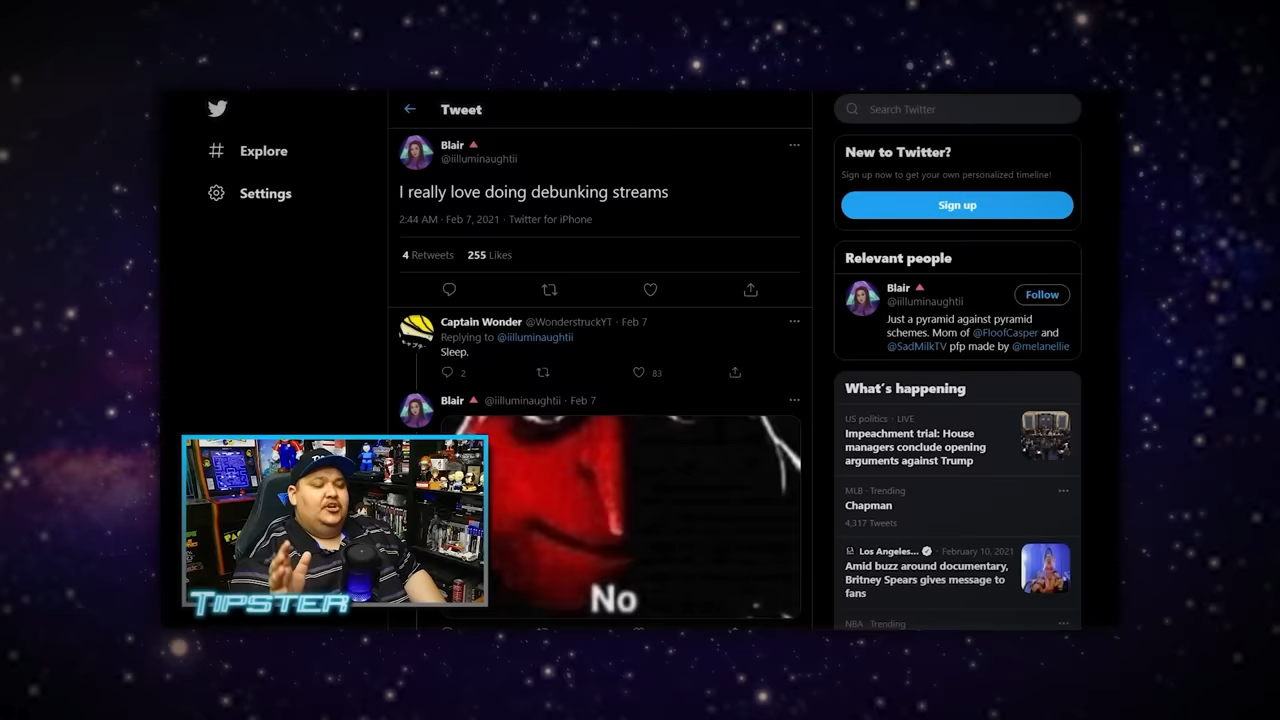 Explore
Settings
Tweet
Blair
@iilluminaughtii
I really love doing debunking streams
2:44 AM · Feb 7, 2021 · Twitter for iPhone
4 Retweets 255 Likes
Captain Wonder @WonderstruckYT · Feb 7
Replying to @iilluminaughtii
Sleep.
2
83
Blair @iilluminaughtii · Feb 7
No
TIPSTER
Search Twitter
New to Twitter?
Sign up now to get your own personalized timeline!
Sign up
Relevant people
Blair
@iilluminaughtii
Follow
Just a pyramid against pyramid
schemes. Mom of @FloofCasper and
@SadMilkTV pfp made by @melanellie
What's happening
US politics · LIVE
Impeachment trial: House
managers conclude opening
arguments against Trump
MLB · Trending
Chapman
4,317 Tweets
Los Angeles... · February 10, 2021
Amid buzz around documentary,
Britney Spears gives message to
fans
NBA · Trending